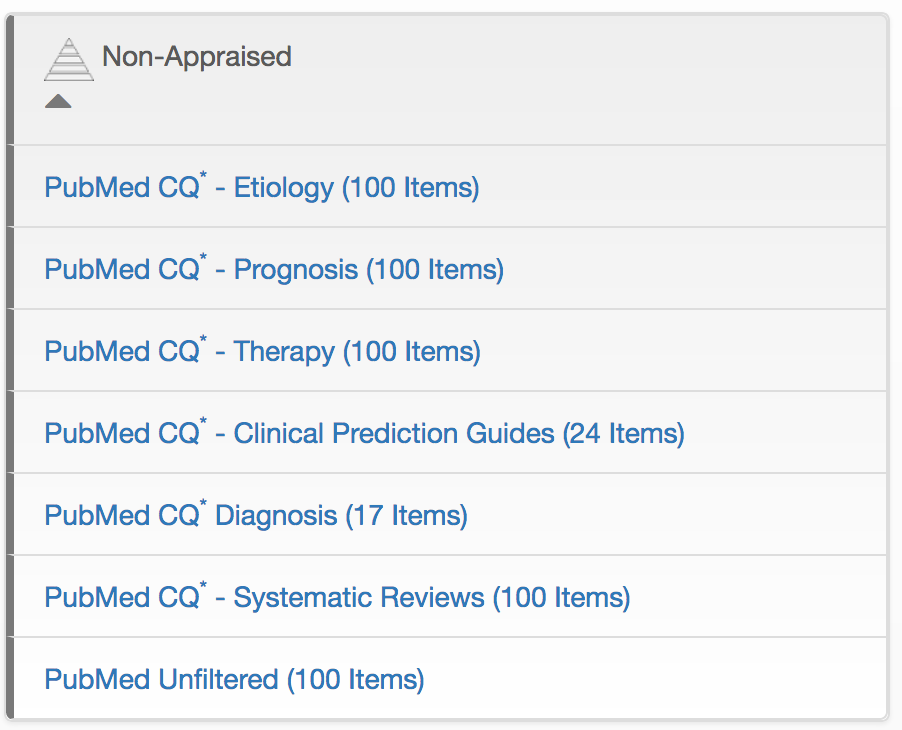 Non-Appraised
PubMed CQ* - Etiology (100 Items)
PubMed CQ* - Prognosis (100 Items)
PubMed CQ* - Therapy (100 Items)
PubMed CQ* - Clinical Prediction Guides (24 Items)
PubMed CQ* Diagnosis (17 Items)
PubMed CQ* - Systematic Reviews (100 Items)
PubMed Unfiltered (100 Items)